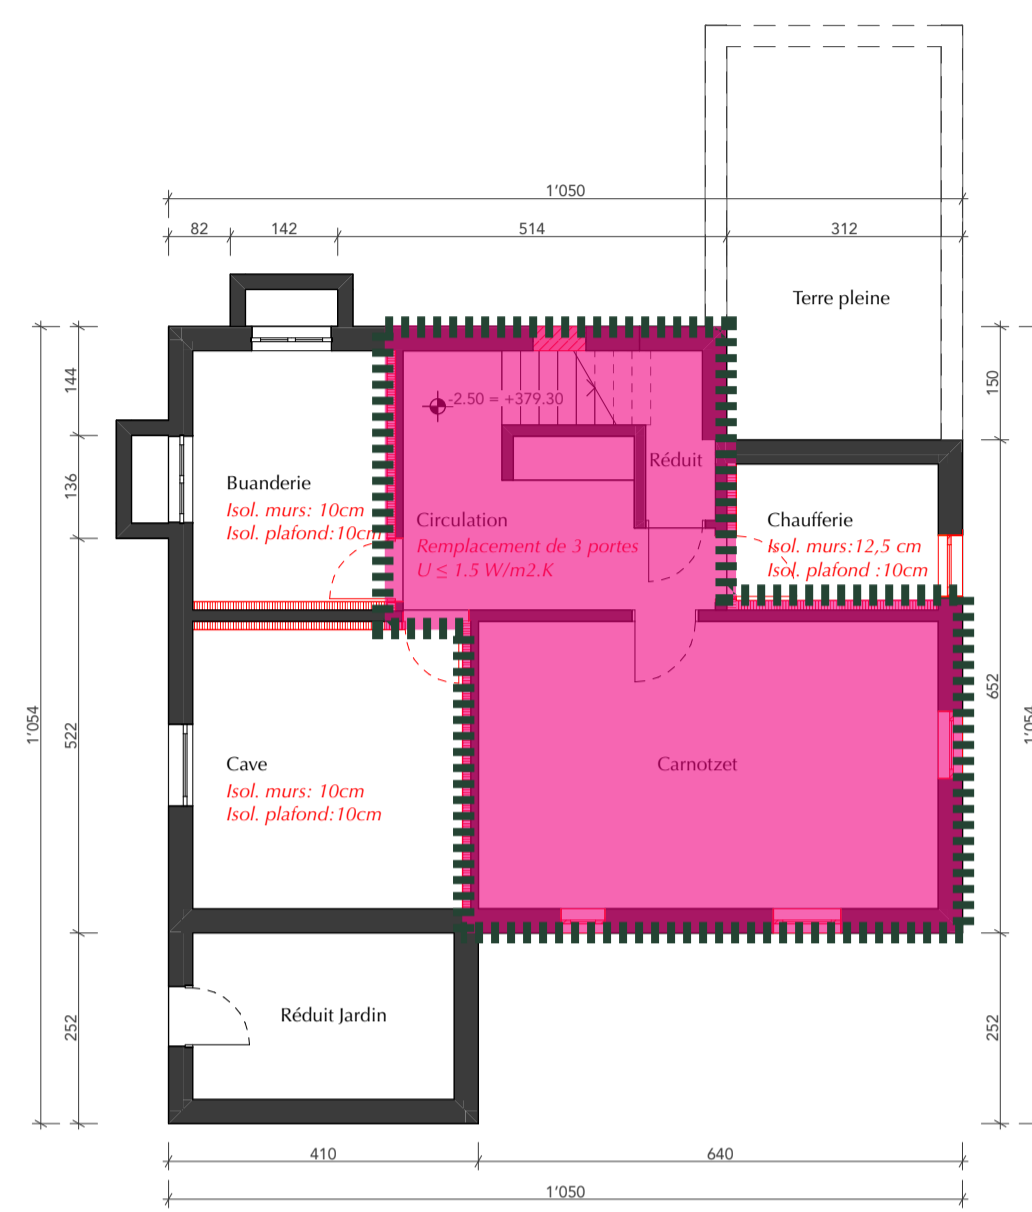 1'050
82
142
514
312
Terre pleine
144
150
-2.50 = +379.30
Réduit
136
Buanderie
Isol. murs: 10cm
Isol. plafond:10cm
Circulation
Remplacement de 3 portes
U ≤ 1.5 W/m2.K
Chaufferie
Isol. murs:12,5 cm
Isol. plafond :10cm
1'054
522
652
1'054
Cave
Isol. murs: 10cm
Isol. plafond:10cm
Carnotzet
Réduit Jardin
252
252
410
640
1'050